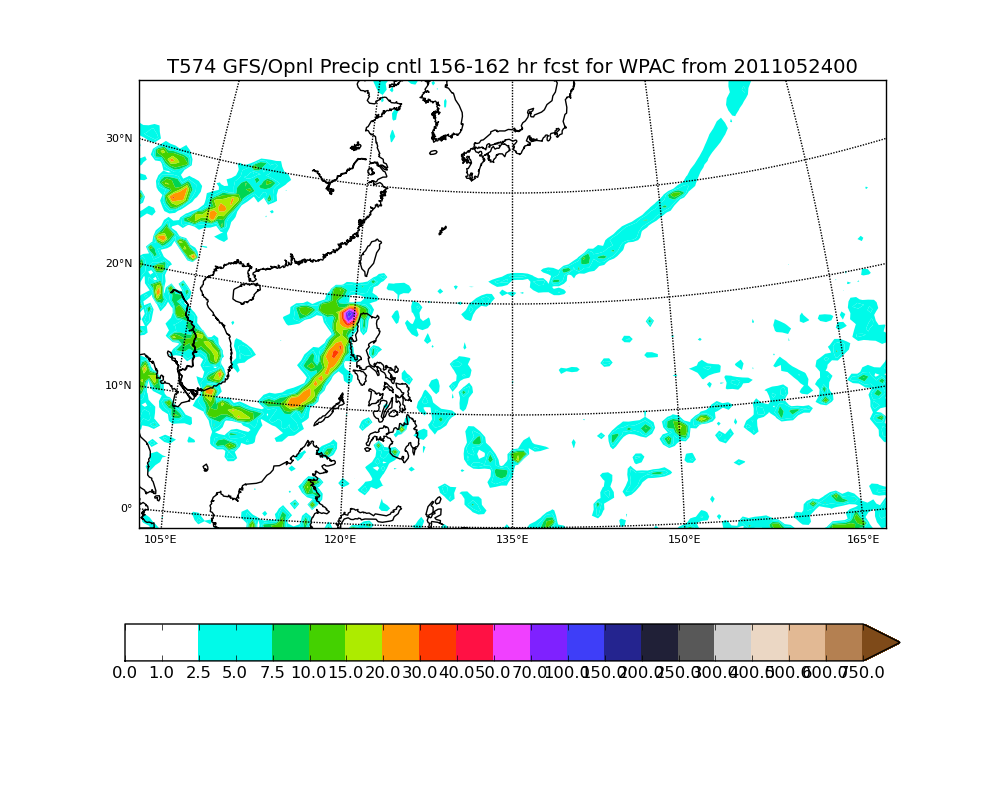 T574 GFS/Opnl Precip cntl 156-162 hr fcst for WPAC from 2011052400
30°N
20°N
10°N
0°
105°E 120°E 135°E 150°E 165°E
0.0 1.0 2.5 5.0 7.5 10.0 15.0 20.0 30.0 40.0 50.0 70.0 100.0 150.0 200.0 250.0 300.0 400.0 500.0 600.0 750.0